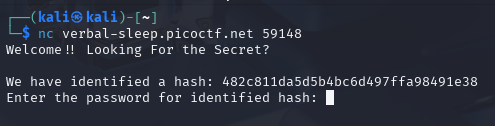 ┌──(kali㉿kali)-[~]
└─$ nc verbal-sleep.picoctf.net 59148
Welcome!! Looking For the Secret?
We have identified a hash: 482c811da5d5b4bc6d497ffa98491e38
Enter the password for identified hash: